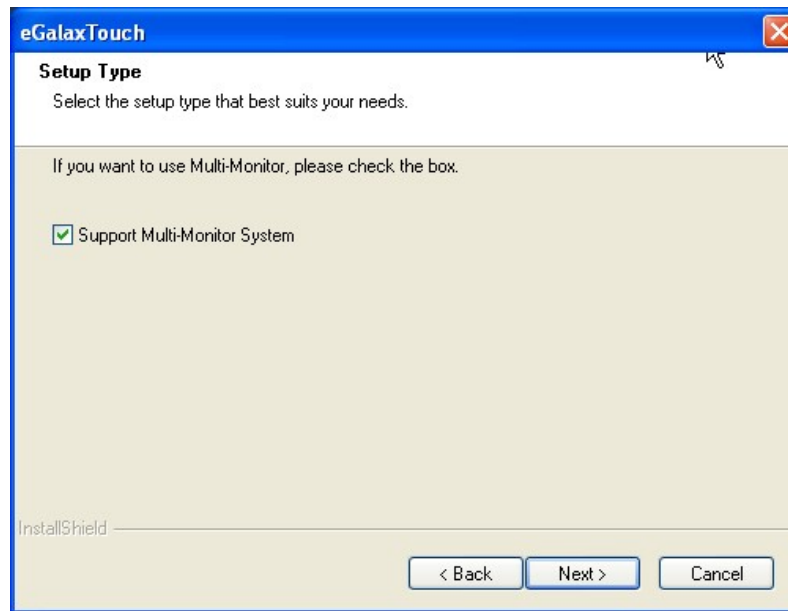 eGalaxTouch
Setup Type
Select the setup type that best suits your needs.
If you want to use Multi-Monitor, please check the box.
Support Multi-Monitor System
InstallShield
< Back
Next >
Cancel